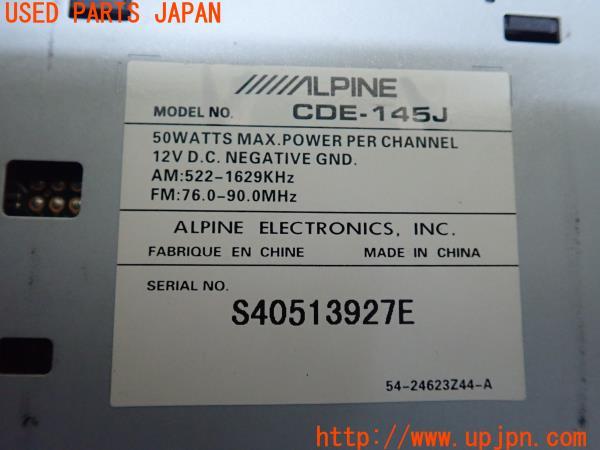 USED PARTS JAPAN
ALPINE
MODEL NO. CDE-145J
50WATTS MAX.POWER PER CHANNEL
12V D.C. NEGATIVE GND.
AM:522-1629KHz
FM:76.0-90.0MHz
ALPINE ELECTRONICS, INC.
FABRIQUE EN CHINE MADE IN CHINA
SERIAL NO.
S40513927E
54-24623Z44-A
(U) https://www.upjpn.com